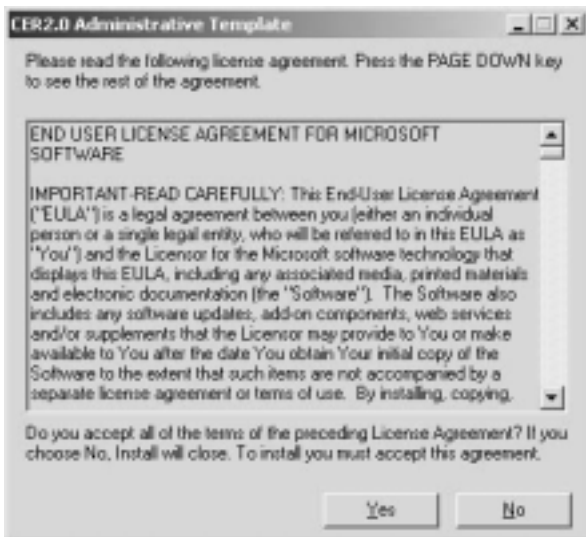 CER2.0 Administrative Template
Please read the following license agreement. Press the PAGE DOWN key
to see the rest of the agreement.
END USER LICENSE AGREEMENT FOR MICROSOFT
SOFTWARE
IMPORTANT-READ CAREFULLY: This End-User License Agreement
("EULA") is a legal agreement between you (either an individual
person or a single legal entity, who will be referred to in this EULA as
"You") and the Licensor for the Microsoft software technology that
displays this EULA, including any associated media, printed materials
and electronic documentation (the "Software"). The Software also
includes any software updates, add-on components, web services
and/or supplements that the Licensor may provide to You or make
available to You after the date You obtain Your initial copy of the
Software to the extent that such items are not accompanied by a
separate license agreement or terms of use. By installing, copying,
Do you accept all of the terms of the preceding License Agreement? If you
choose No, Install will close. To install you must accept this agreement.
Yes
No